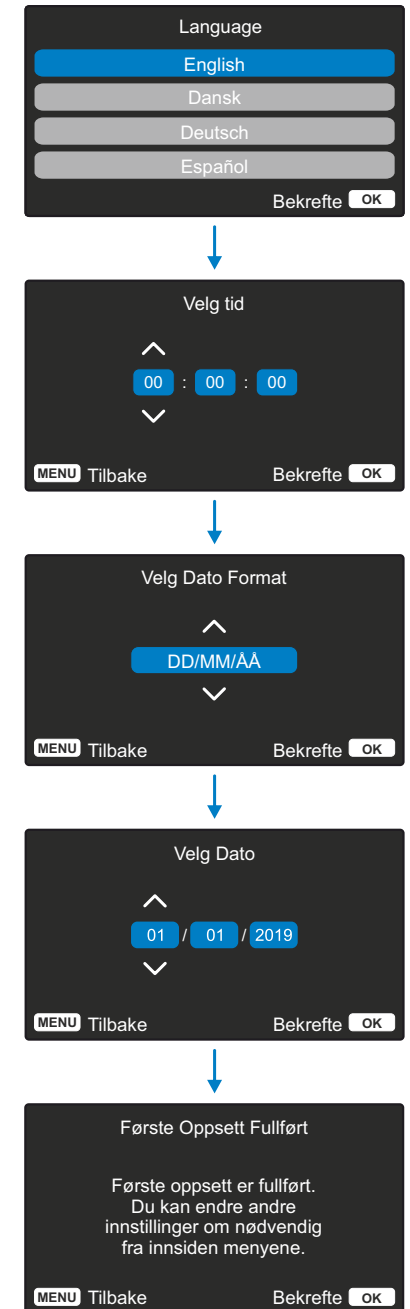 Language
English
Dansk
Deutsch
Español
Bekrefte OK
Velg tid
00 : 00 : 00
MENU Tilbake Bekrefte OK
Velg Dato Format
DD/MM/ÅÅ
MENU Tilbake Bekrefte OK
Velg Dato
01 / 01 / 2019
MENU Tilbake Bekrefte OK
Første Oppsett Fullført
Første oppsett er fullført.
Du kan endre andre
innstillinger om nødvendig
fra innsiden menyene.
MENU Tilbake Bekrefte OK